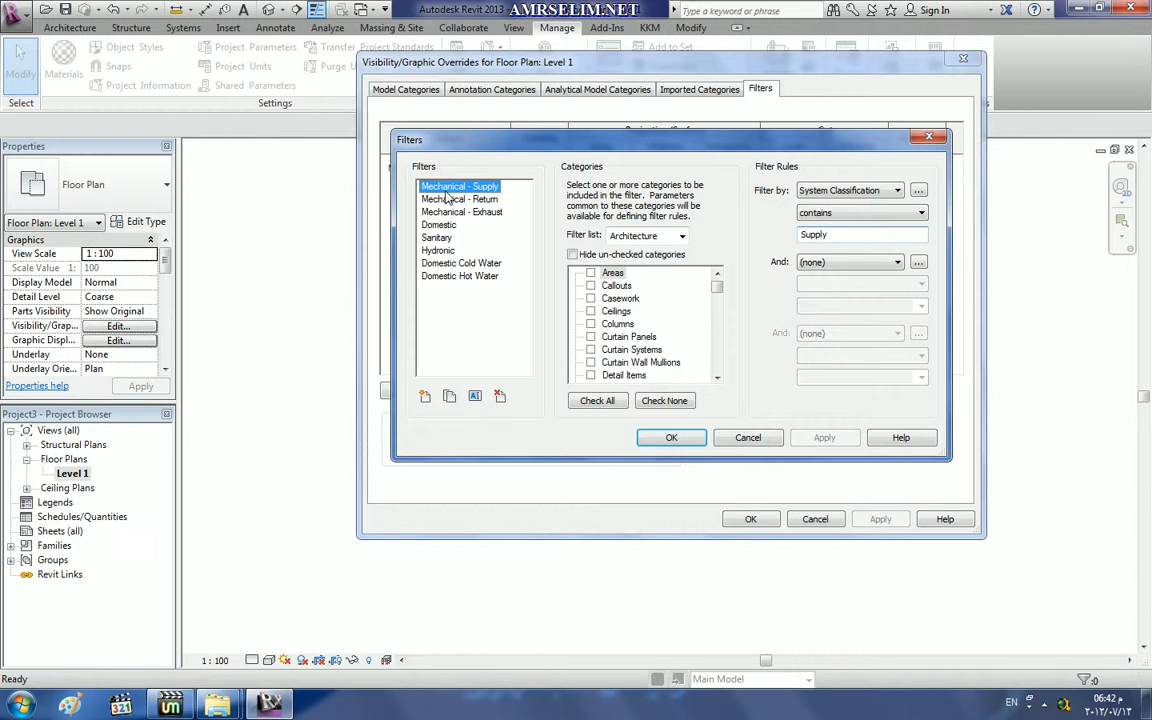 Autodesk Revit 2013
AMRSELIM.NET
Type a keyword or phrase
Sign In
Architecture
Structure
Systems
Insert
Annotate
Analyze
Massing & Site
Collaborate
View
Manage
Add-Ins
KKM
Modify
Modify
Materials
Object Styles
Snaps
Project Information
Project Parameters
Project Units
Shared Parameters
Transfer Project Standards
Purge
Add to Set
Select
Settings
Visibility/Graphic Overrides for Floor Plan: Level 1
Model Categories
Annotation Categories
Analytical Model Categories
Imported Categories
Filters
Properties
Floor Plan
Floor Plan: Level 1
Edit Type
Graphics
View Scale 1 : 100
Scale Value 1: 100
Display Model Normal
Detail Level Coarse
Parts Visibility Show Original
Visibility/Grap... Edit...
Graphic Displ... Edit...
Underlay None
Underlay Orie... Plan
Properties help
Apply
Project3 - Project Browser
Views (all)
Structural Plans
Floor Plans
Level 1
Ceiling Plans
Legends
Schedules/Quantities
Sheets (all)
Families
Groups
Revit Links
Filters
Filters
Mechanical - Supply
Mechanical - Return
Mechanical - Exhaust
Domestic
Sanitary
Hydronic
Domestic Cold Water
Domestic Hot Water
Categories
Select one or more categories to be
included in the filter. Parameters
common to these categories will be
available for defining filter rules.
Filter list: Architecture
Hide un-checked categories
Areas
Callouts
Casework
Ceilings
Columns
Curtain Panels
Curtain Systems
Curtain Wall Mullions
Detail Items
Check All
Check None
Filter Rules
Filter by: System Classification ...
contains
Supply
And: (none) ...
And: (none) ...
OK
Cancel
Apply
Help
OK
Cancel
Apply
Help
1 : 100
Main Model
:0
EN
06:42 م
٢٠١٣/٠٧/١٣